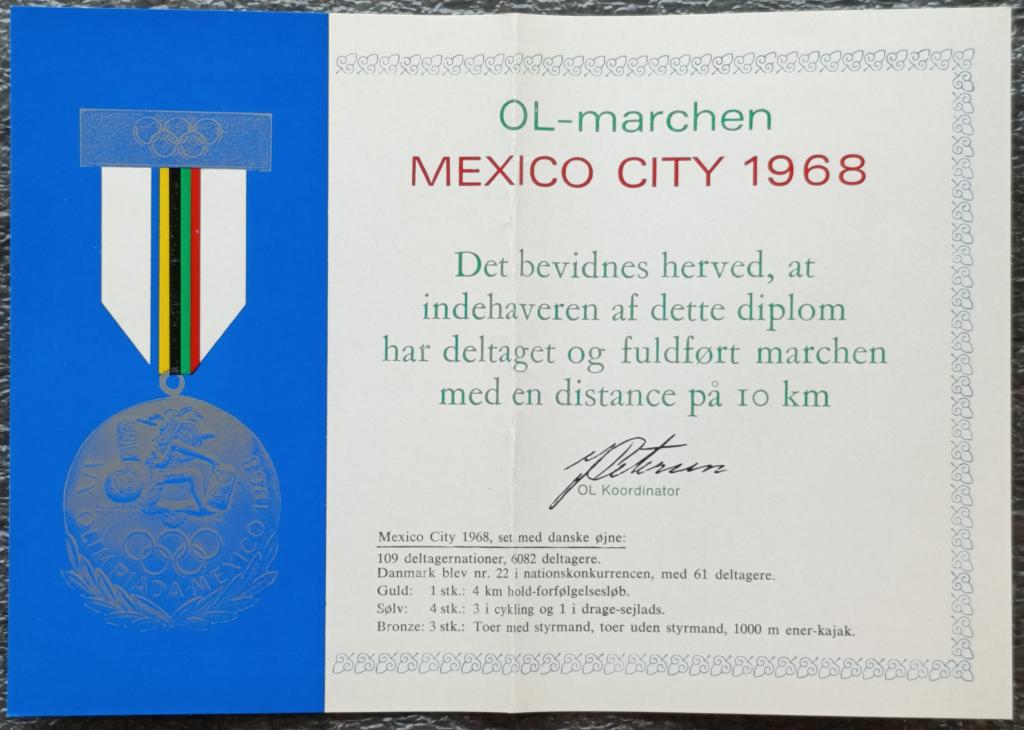 OL-marchen
MEXICO CITY 1968
Det bevidnes herved, at
indehaveren af dette diplom
har deltaget og fuldført marchen
med en distance på 10 km
J Petersen
OL Koordinator
Mexico City 1968, set med danske øjne:
109 deltagernationer, 6082 deltagere.
Danmark blev nr. 22 i nationskonkurrencen, med 61 deltagere.
Guld: 1 stk.: 4 km hold-forfølgelsesløb.
Sølv: 4 stk.: 3 i cykling og 1 i drage-sejlads.
Bronze: 3 stk.: Toer med styrmand, toer uden styrmand, 1000 m ener-kajak.
XIV OLIMPIADA·MEXICO 1968